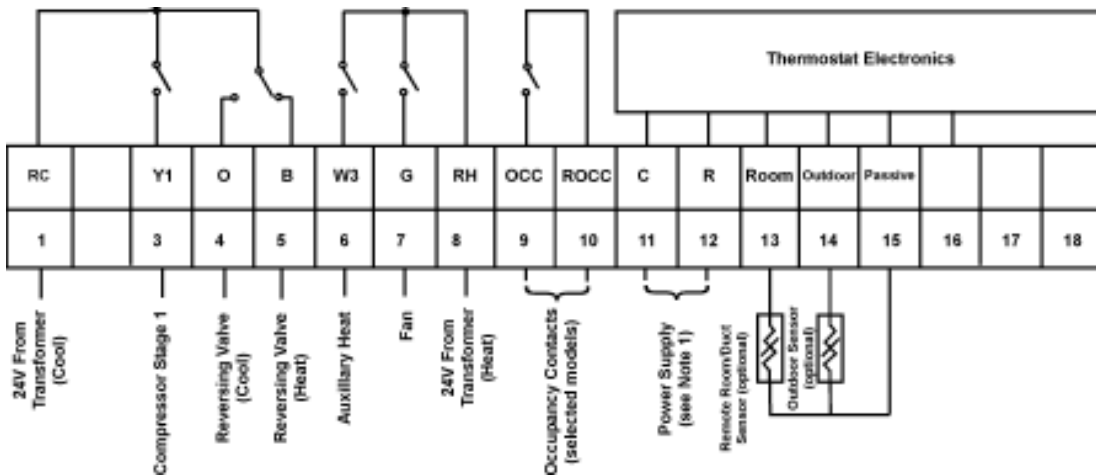 Thermostat Electronics
RC Y1 O B W3 G RH OCC ROCC C R Room Outdoor Passive
1 3 4 5 6 7 8 9 10 11 12 13 14 15 16 17 18
24V From
Transformer
(Cool)
Compressor Stage 1
Reversing Valve
(Cool)
Reversing Valve
(Heat)
Auxillary Heat
Fan
24V From
Transformer
(Heat)
Occupancy Contacts
(selected models)
Power Supply
(see Note 1)
Remote Room/Duct
Sensor (optional)
Outdoor Sensor
(optional)